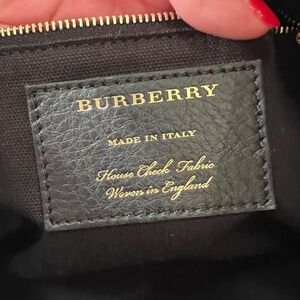 BURBERRY
MADE IN ITALY
House Check Fabric
Woven in England